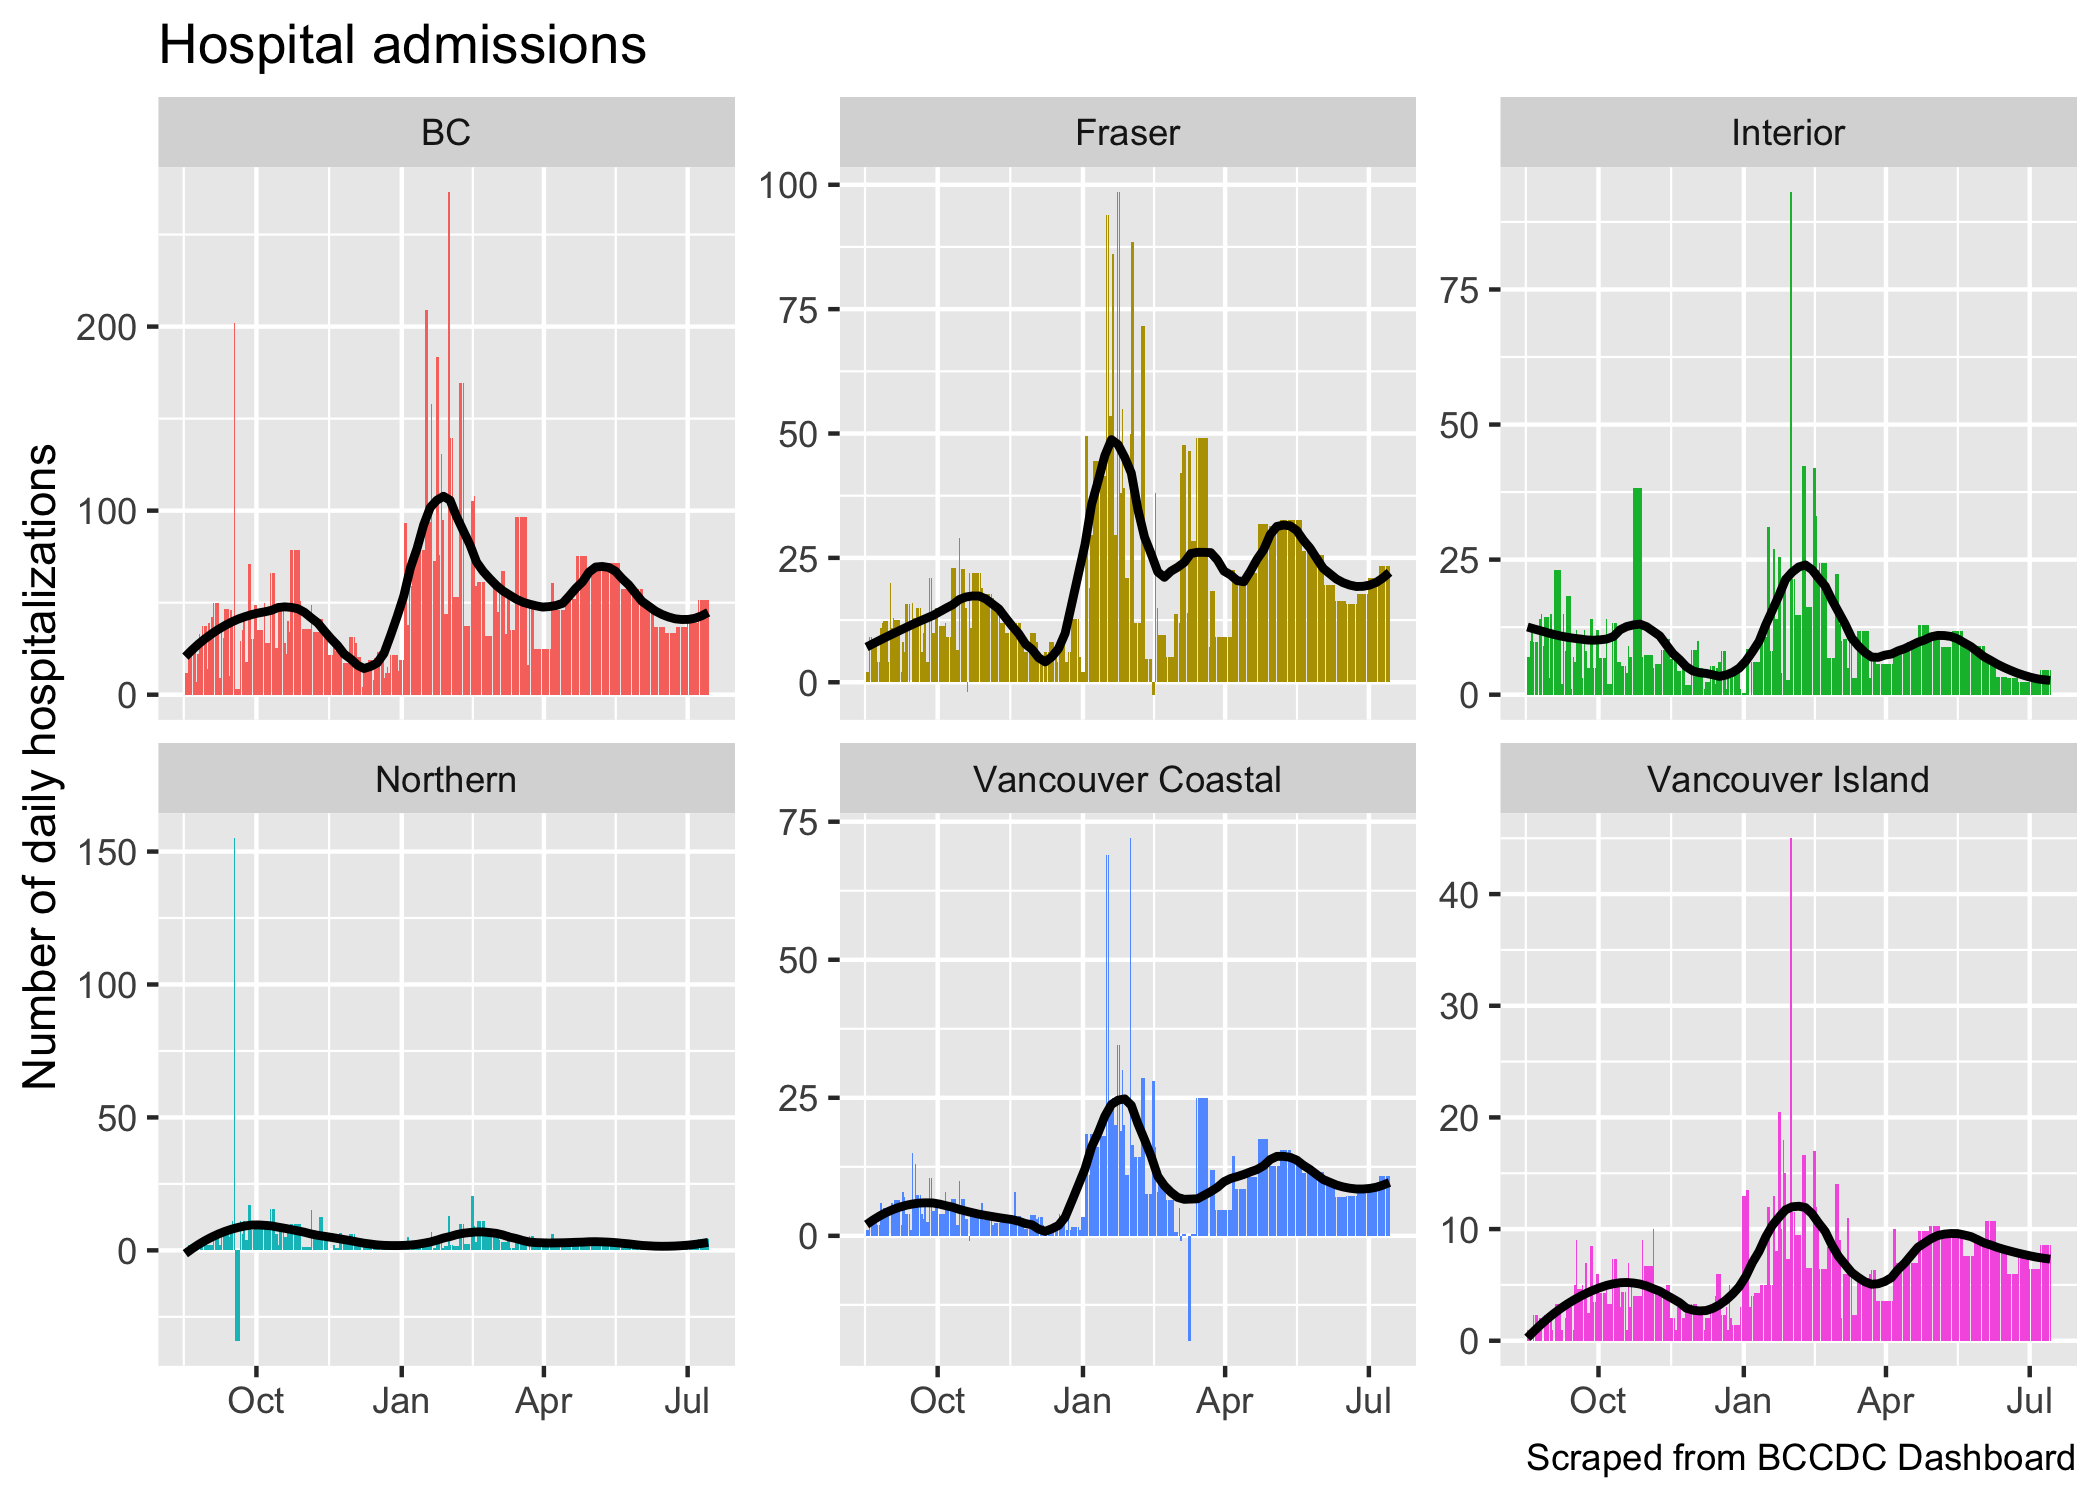 Hospital admissions
BC
Fraser
Interior
200
100
0
100
75
50
25
0
75
50
25
0
Number of daily hospitalizations
Northern
Vancouver Coastal
Vancouver Island
150
100
50
0
75
50
25
0
40
30
20
10
0
Oct Jan Apr Jul
Oct Jan Apr Jul
Oct Jan Apr Jul
Scraped from BCCDC Dashboard